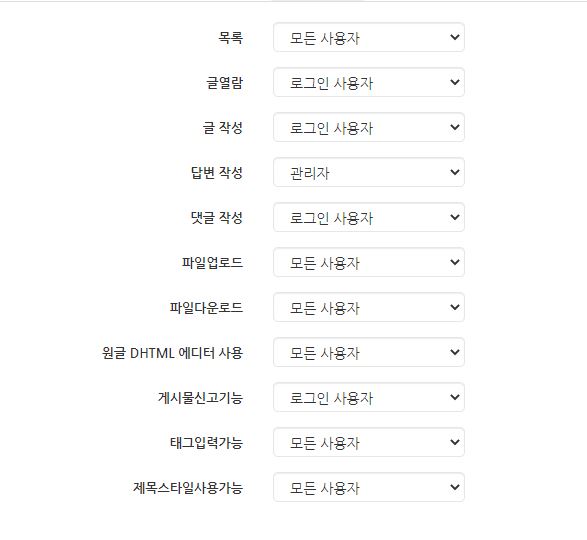 목록 모든 사용자
글열람 로그인 사용자
글 작성 로그인 사용자
답변 작성 관리자
댓글 작성 로그인 사용자
파일업로드 모든 사용자
파일다운로드 모든 사용자
원글 DHTML 에디터 사용 모든 사용자
게시물신고기능 로그인 사용자
태그입력가능 모든 사용자
제목스타일사용가능 모든 사용자